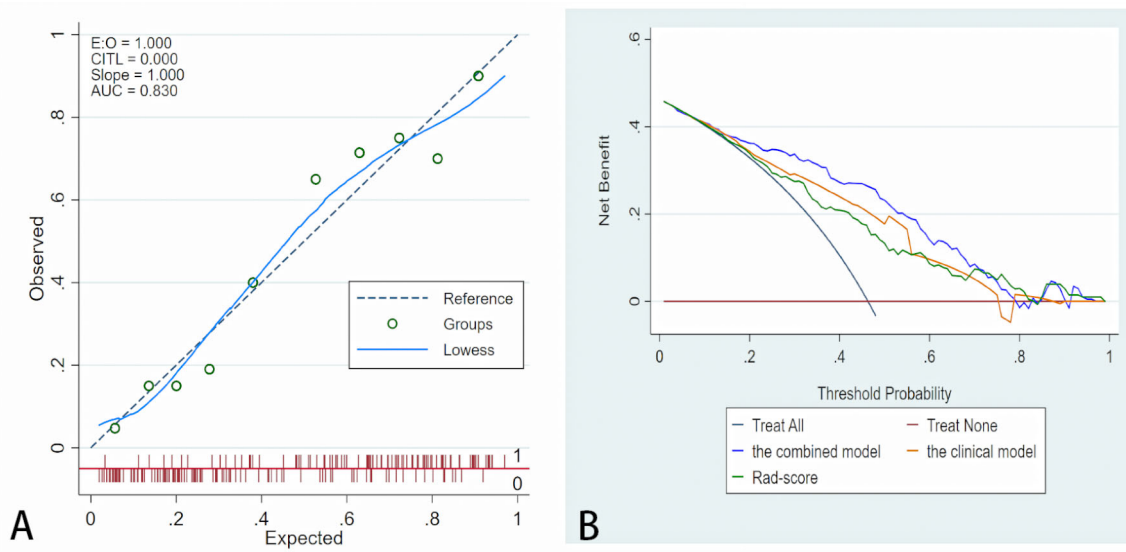 E:O = 1.000
CITL = 0.000
Slope = 1.000
AUC = 0.830
Observed
1
.8
.6
.4
.2
0
Reference
Groups
Lowess
1
0
0 .2 .4 .6 .8 1
Expected
A
Net Benefit
.6
.4
.2
0
0 .2 .4 .6 .8 1
Threshold Probability
Treat All Treat None
the combined model the clinical model
Rad-score
B